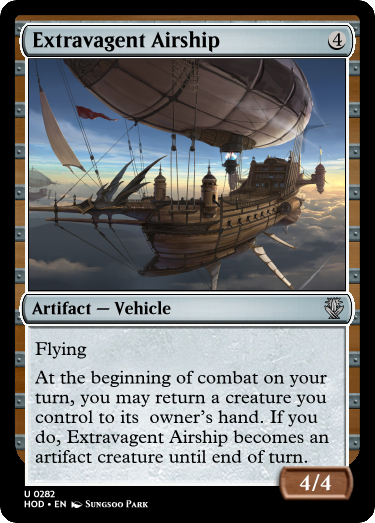 Extravagent Airship 4
Artifact — Vehicle
Flying
At the beginning of combat on your
turn, you may return a creature you
control to its  owner's hand. If you
do, Extravagent Airship becomes an
artifact creature until end of turn.
4/4
U 0282
HOD • EN Sungsoo Park